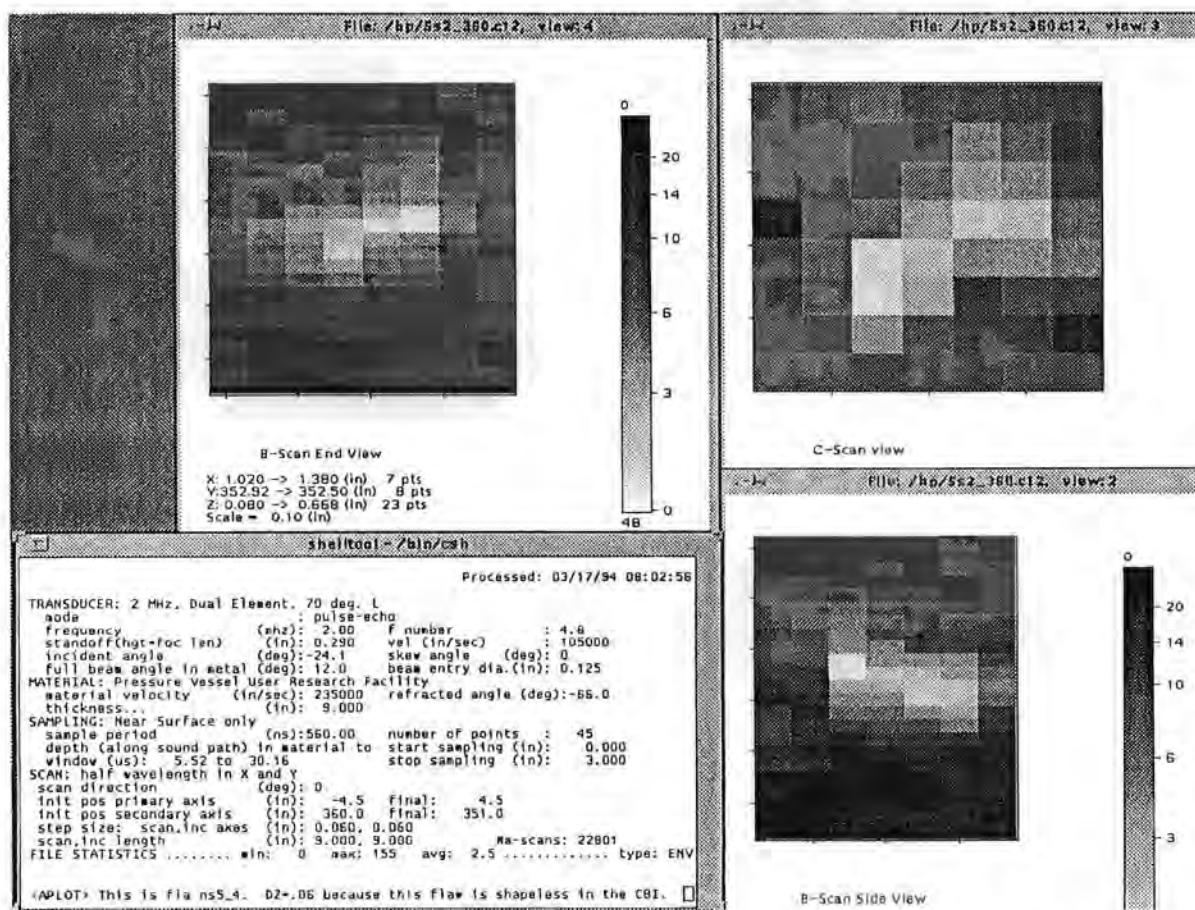 File: /hp/5s2_360.c12, view:4
0
20
14
10
6
3
0
48
B-Scan End View
X: 1.020 -> 1.380 (in) 7 pts
Y:352.92 -> 352.50 (in) 8 pts
Z: 0.080 -> 0.668 (in) 23 pts
Scale = 0.10 (in)
File: /hp/5s2_360.c12, view:3
C-Scan view
File: /hp/5s2_360.c12, view:2
0
20
14
10
6
3
B-Scan Side View
shelltool - /bin/csh
Processed: 03/17/94 08:02:56
TRANSDUCER: 2 MHz, Dual Element, 70 deg. L
mode : pulse-echo
frequency (mhz): 2.00 f number : 4.8
standoff(hgt-foc len) (in): 0.290 vel (in/sec) : 105000
incident angle (deg):-24.1 skew angle (deg): 0
full beam angle in metal (deg): 12.0 beam entry dia.(in): 0.125
MATERIAL: Pressure Vessel User Research Facility
material velocity (in/sec): 235000 refracted angle (deg):-66.0
thickness... (in): 9.000
SAMPLING: Near Surface only
sample period (ns):560.00 number of points : 45
depth (along sound path) in material to start sampling (in): 0.000
window (us): 5.52 to 30.16 stop sampling (in): 3.000
SCAN: half wavelength in X and Y
scan direction (deg): 0
init pos primary axis (in): -4.5 final: 4.5
init pos secondary axis (in): 360.0 final: 351.0
step size: scan,inc axes (in): 0.060, 0.060
scan,inc length (in): 9.000, 9.000 #a-scans: 22801
FILE STATISTICS ........ min: 0 max: 155 avg: 2.5 ............. type: ENV
<APLOT> This is fla ns5_4. D2=.06 because this flaw is shapeless in the CBI.